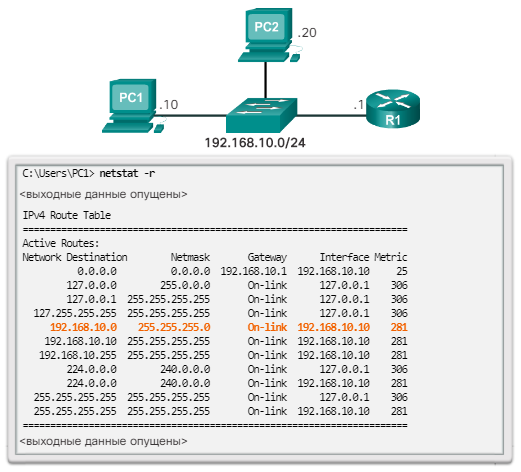 PC2
.20
PC1
.10
.1
R1
192.168.10.0/24
C:\Users\PC1> netstat -r
<выходные данные опущены>
IPv4 Route Table
===========================================================================
Active Routes:
Network Destination Netmask Gateway Interface Metric
0.0.0.0 0.0.0.0 192.168.10.1 192.168.10.10 25
127.0.0.0 255.0.0.0 On-link 127.0.0.1 306
127.0.0.1 255.255.255.255 On-link 127.0.0.1 306
127.255.255.255 255.255.255.255 On-link 127.0.0.1 306
192.168.10.0 255.255.255.0 On-link 192.168.10.10 281
192.168.10.10 255.255.255.255 On-link 192.168.10.10 281
192.168.10.255 255.255.255.255 On-link 192.168.10.10 281
224.0.0.0 240.0.0.0 On-link 127.0.0.1 306
224.0.0.0 240.0.0.0 On-link 192.168.10.10 281
255.255.255.255 255.255.255.255 On-link 127.0.0.1 306
255.255.255.255 255.255.255.255 On-link 192.168.10.10 281
===========================================================================
<выходные данные опущены>